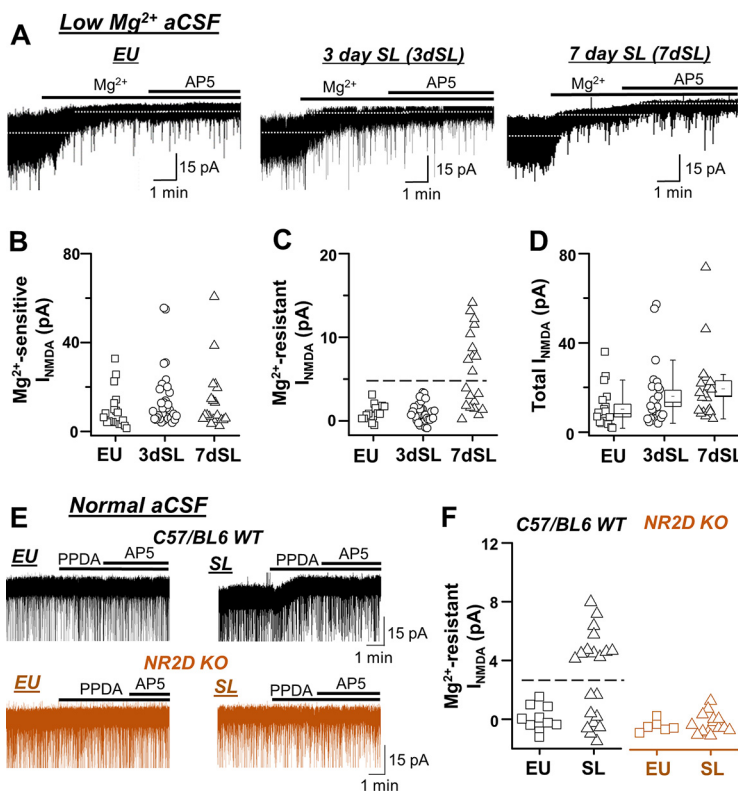 A
Low Mg²⁺ aCSF
EU
3 day SL (3dSL)
7 day SL (7dSL)
Mg²⁺ AP5
Mg²⁺ AP5
Mg²⁺ AP5
15 pA
1 min
15 pA
1 min
15 pA
1 min
B
Mg²⁺-sensitive
I_NMDA (pA)
80
40
0
EU 3dSL 7dSL
C
Mg²⁺-resistant
I_NMDA (pA)
20
10
0
EU 3dSL 7dSL
D
Total I_NMDA (pA)
80
40
0
EU 3dSL 7dSL
E
Normal aCSF
C57/BL6 WT
EU
PPDA AP5
SL
PPDA AP5
15 pA
1 min
NR2D KO
EU
PPDA AP5
SL
PPDA AP5
15 pA
1 min
F
C57/BL6 WT NR2D KO
Mg²⁺-resistant
I_NMDA (pA)
12
8
4
0
EU SL EU SL